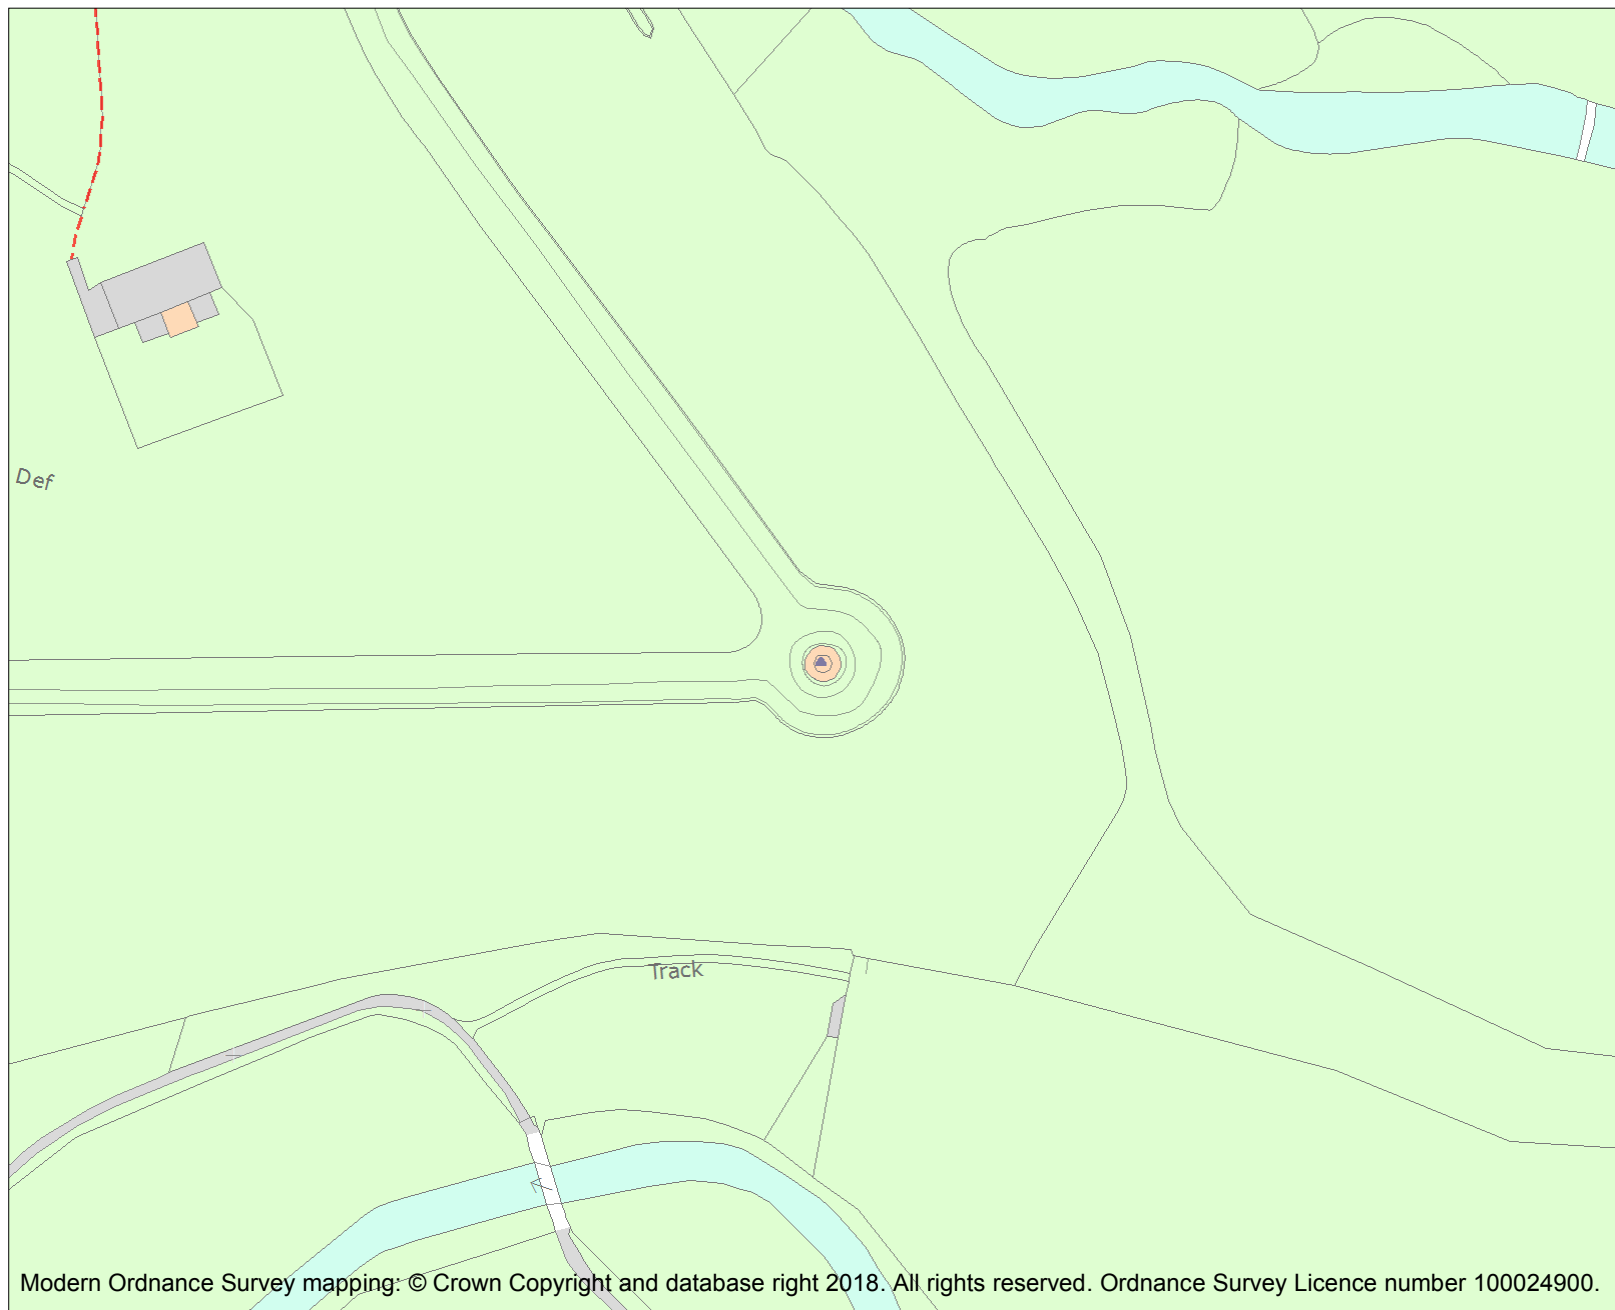 Def
Track
Modern Ordnance Survey mapping: © Crown Copyright and database right 2018. All rights reserved. Ordnance Survey Licence number 100024900.